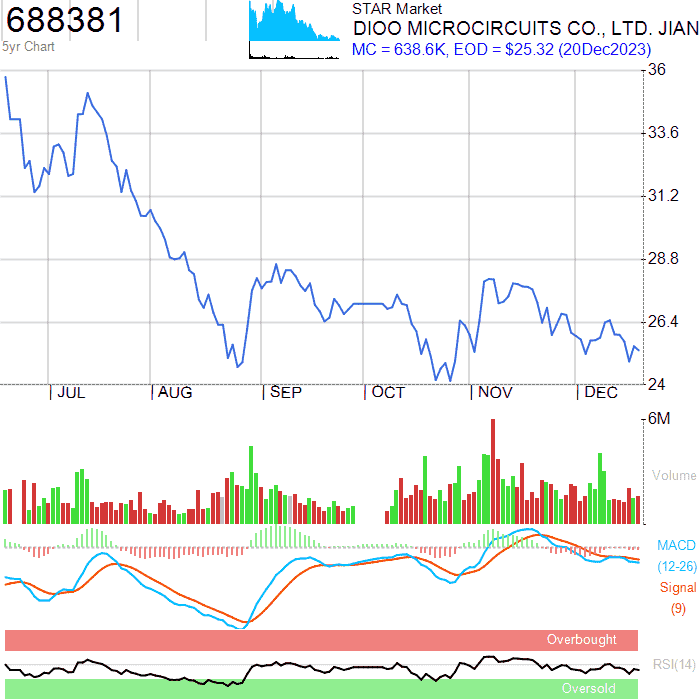 688381
5yr Chart
STAR Market
DIOO MICROCIRCUITS CO., LTD. JIAN
MC = 638.6K, EOD = $25.32 (20Dec2023)
36
33.6
31.2
28.8
26.4
24
JUL AUG SEP OCT NOV DEC
6M
Volume
MACD
(12-26)
Signal
(9)
Overbought
RSI(14)
Oversold